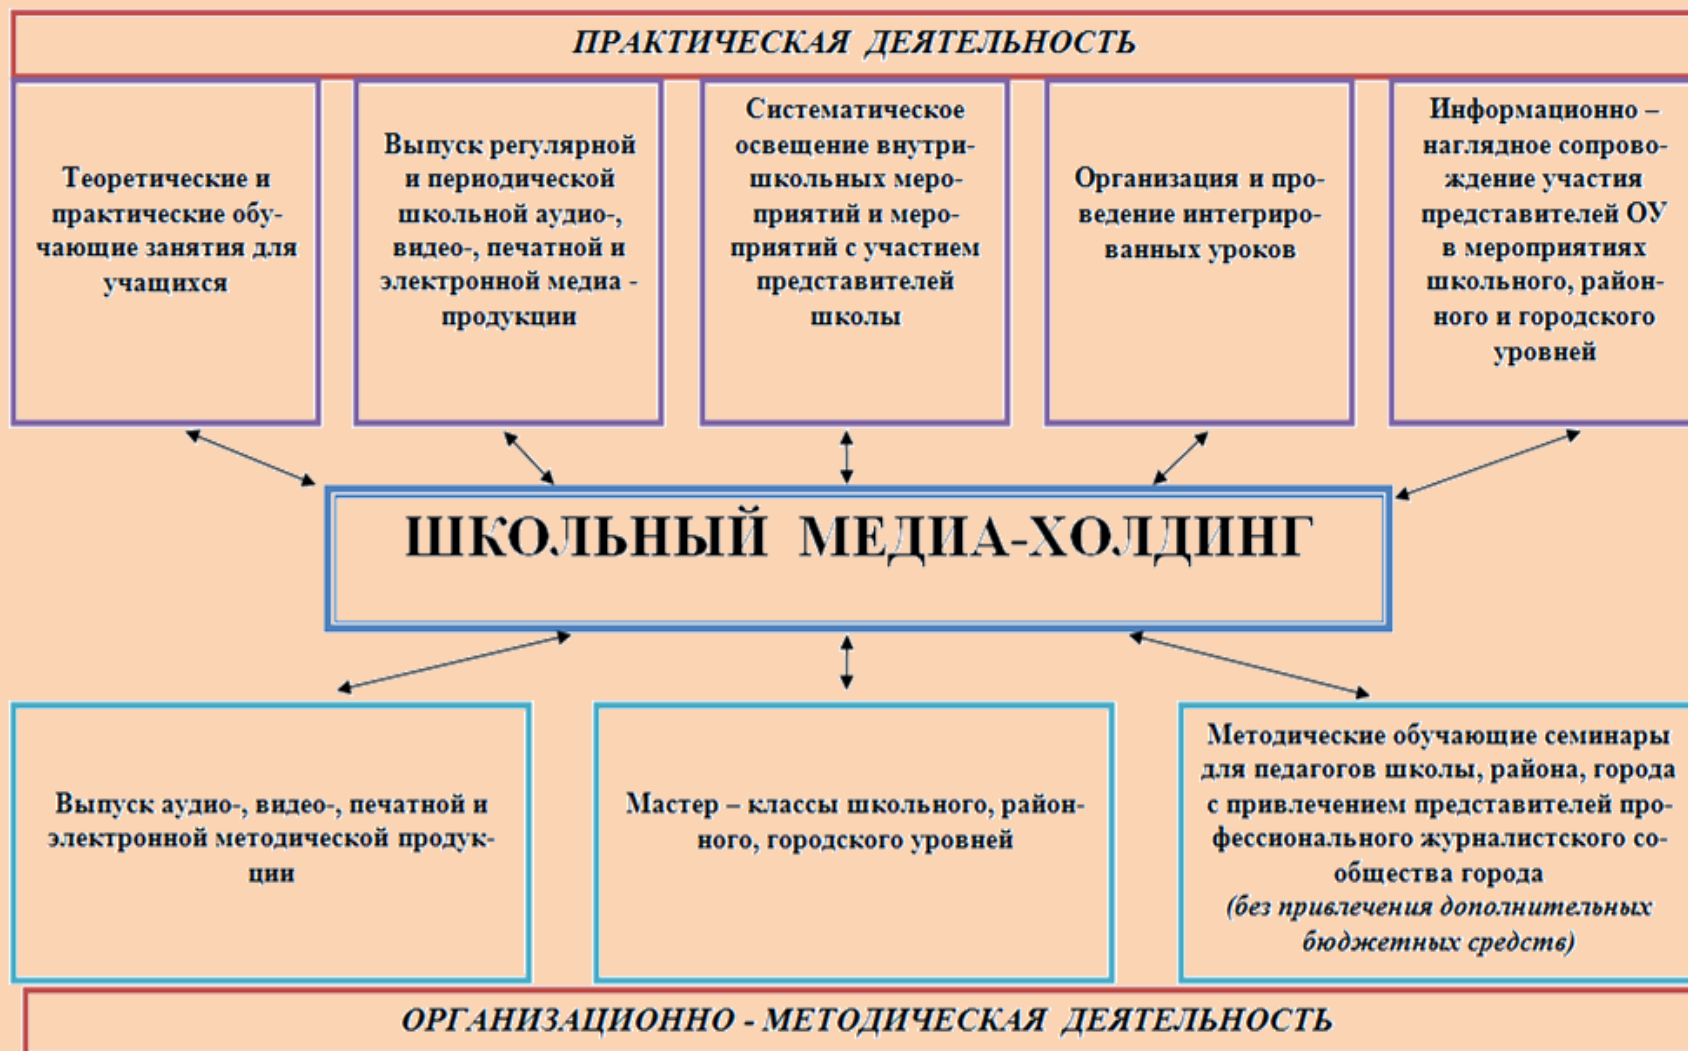 ПРАКТИЧЕСКАЯ ДЕЯТЕЛЬНОСТЬ
Теоретические и
практические обу-
чающие занятия для
учащихся
Выпуск регулярной
и периодической
школьной аудио-,
видео-, печатной и
электронной медиа -
продукции
Систематическое
освещение внутри-
школьных меро-
приятий и меро-
приятий с участием
представителей
школы
Организация и про-
ведение интегриро-
ванных уроков
Информационно –
наглядное сопрово-
ждение участия
представителей ОУ
в мероприятиях
школьного, район-
ного и городского
уровней
ШКОЛЬНЫЙ МЕДИА-ХОЛДИНГ
Выпуск аудио-, видео-, печатной и
электронной методической продук-
ции
Мастер – классы школьного, район-
ного, городского уровней
Методические обучающие семинары
для педагогов школы, района, города
с привлечением представителей про-
фессионального журналистского со-
общества города
(без привлечения дополнительных
бюджетных средств)
ОРГАНИЗАЦИОННО - МЕТОДИЧЕСКАЯ ДЕЯТЕЛЬНОСТЬ